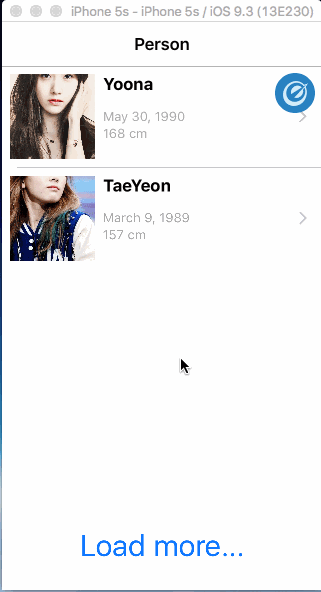 iPhone 5s - iPhone 5s / iOS 9.3 (13E230)
Person
Yoona
May 30, 1990
168 cm
TaeYeon
March 9, 1989
157 cm
Load more...